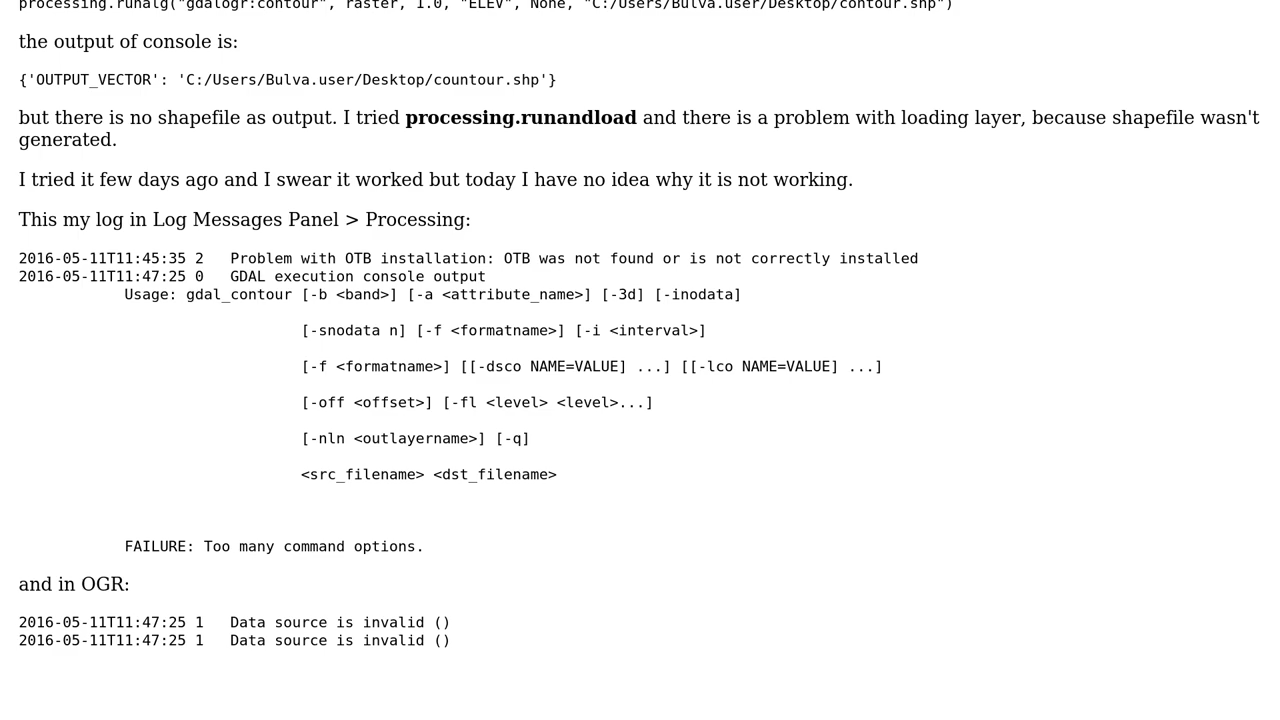 processing.runalg("gdalogr:contour", raster, 1.0, "ELEV", None, "C:/Users/Bulva.user/Desktop/contour.shp")
the output of console is:
{'OUTPUT_VECTOR': 'C:/Users/Bulva.user/Desktop/countour.shp'}
but there is no shapefile as output. I tried processing.runandload and there is a problem with loading layer, because shapefile wasn't
generated.
I tried it few days ago and I swear it worked but today I have no idea why it is not working.
This my log in Log Messages Panel > Processing:
2016-05-11T11:45:35 2   Problem with OTB installation: OTB was not found or is not correctly installed
2016-05-11T11:47:25 0   GDAL execution console output
Usage: gdal_contour [-b <band>] [-a <attribute_name>] [-3d] [-inodata]
[-snodata n] [-f <formatname>] [-i <interval>]
[-f <formatname>] [[-dsco NAME=VALUE] ...] [[-lco NAME=VALUE] ...]
[-off <offset>] [-fl <level> <level>...]
[-nln <outlayername>] [-q]
<src_filename> <dst_filename>
FAILURE: Too many command options.
and in OGR:
2016-05-11T11:47:25 1   Data source is invalid ()
2016-05-11T11:47:25 1   Data source is invalid ()